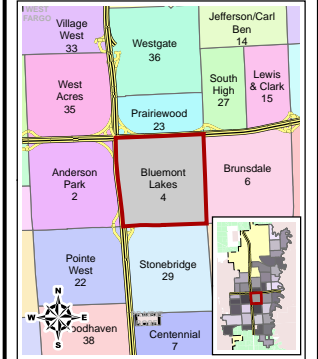 WEST
FARGO
Village
West
33
Westgate
36
Jefferson/Carl
Ben
14
West
Acres
35
South
High
27
Lewis
& Clark
15
Prairiewood
23
Anderson
Park
2
Bluemont
Lakes
4
Brunsdale
6
Pointe
West
22
Stonebridge
29
N
W
E
S
oodhaven
38
Centennial
7